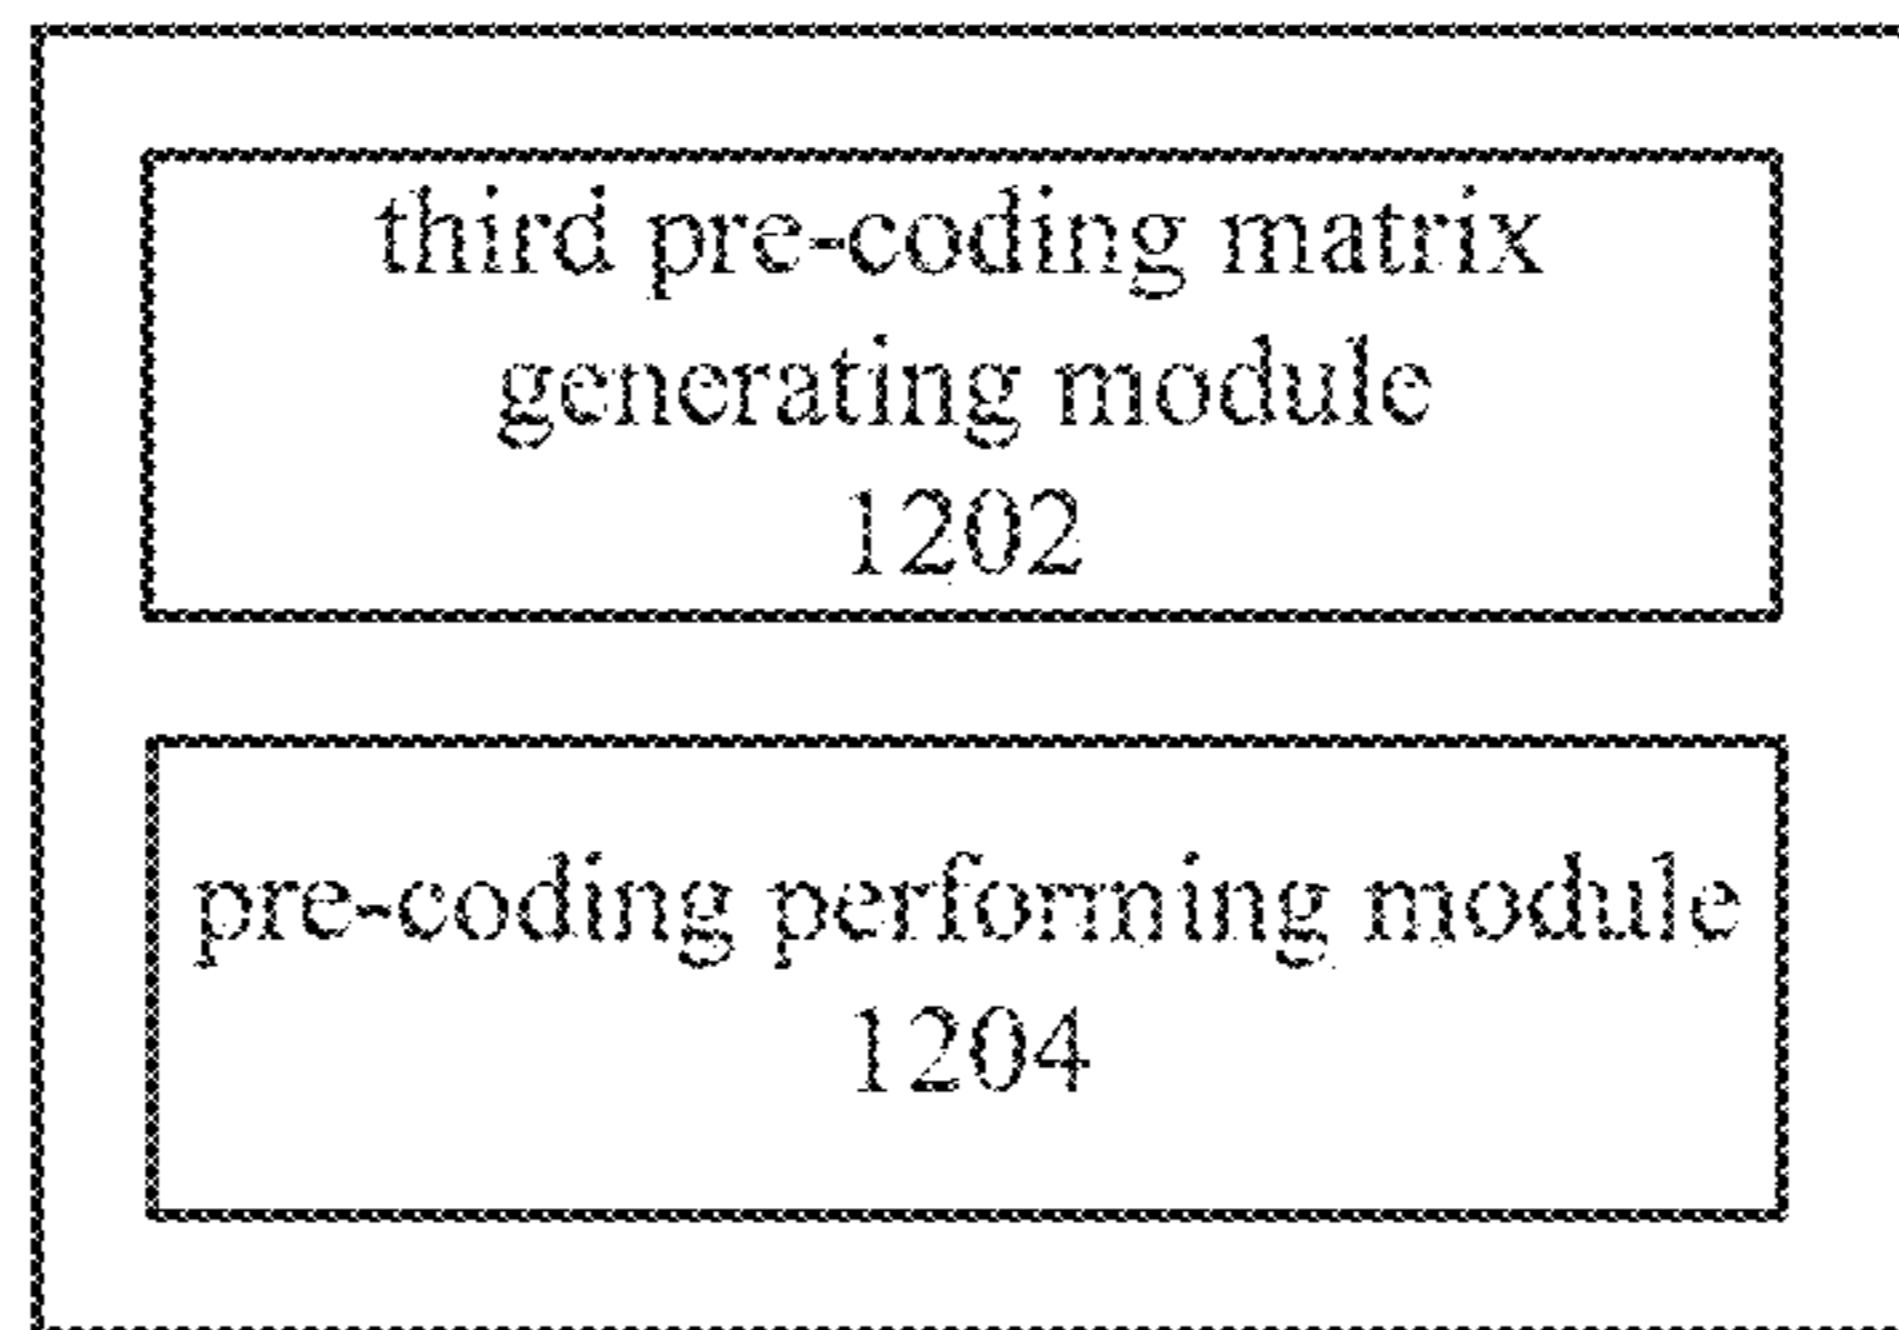 third pre-coding matrix
generating module
1202
pre-coding performing module
1204